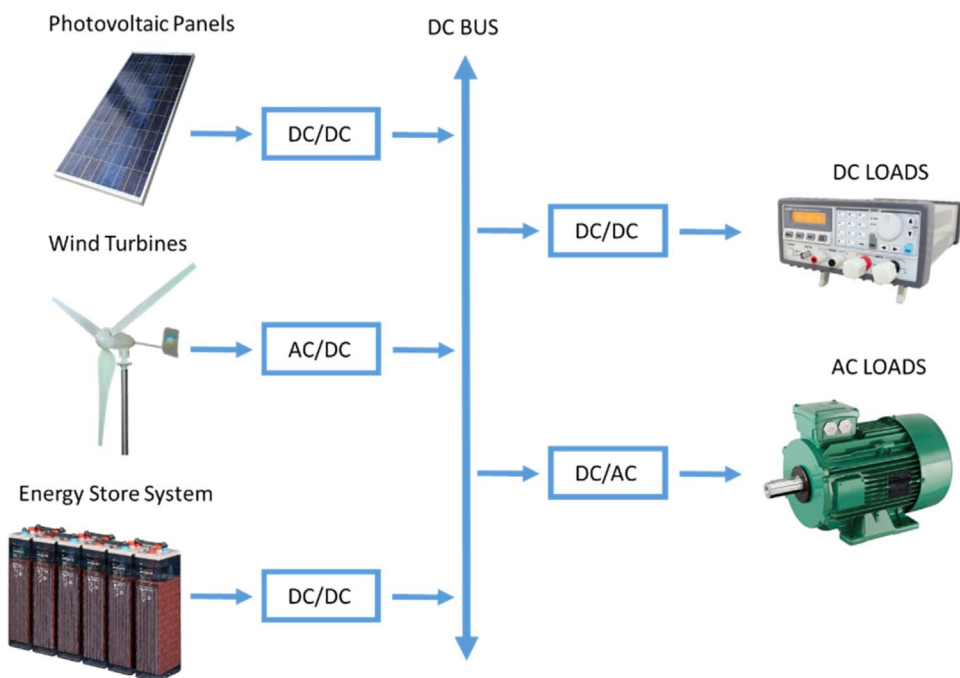 Photovoltaic Panels
DC BUS
DC/DC
DC LOADS
DC/DC
Wind Turbines
AC/DC
AC LOADS
DC/AC
Energy Store System
DC/DC